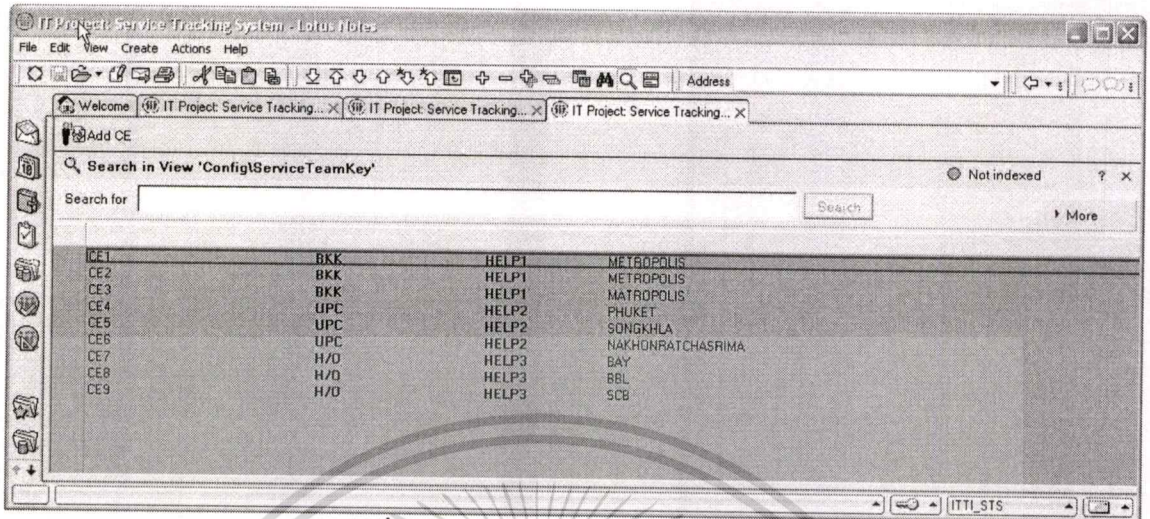 IT Project: Service Tracking System - Lotus Notes
File Edit View Create Actions Help
Address
Welcome IT Project: Service Tracking... IT Project: Service Tracking... IT Project: Service Tracking...
Add CE
Search in View 'Config\ServiceTeamKey'
Not indexed ?
Search for Search
More
CE1 BKK HELP1 METROPOLIS
CE2 BKK HELP1 METROPOLIS
CE3 BKK HELP1 MATROPOLIS
CE4 UPC HELP2 PHUKET
CE5 UPC HELP2 SONGKHLA
CE6 UPC HELP2 NAKHONRATCHASRIMA
CE7 H/O HELP3 BAY
CE8 H/O HELP3 BBL
CE9 H/O HELP3 SCB
ITTI_STS